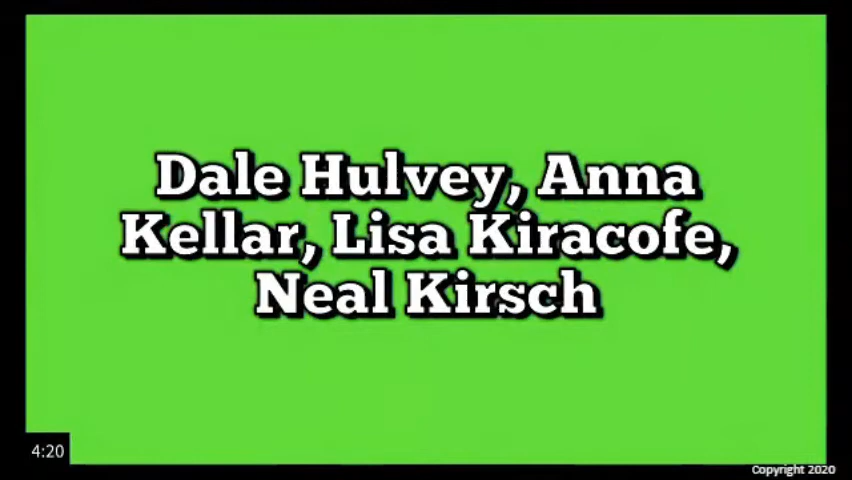 Dale Hulvey, Anna
Kellar, Lisa Kiracofe,
Neal Kirsch
4:20
Copyright 2020